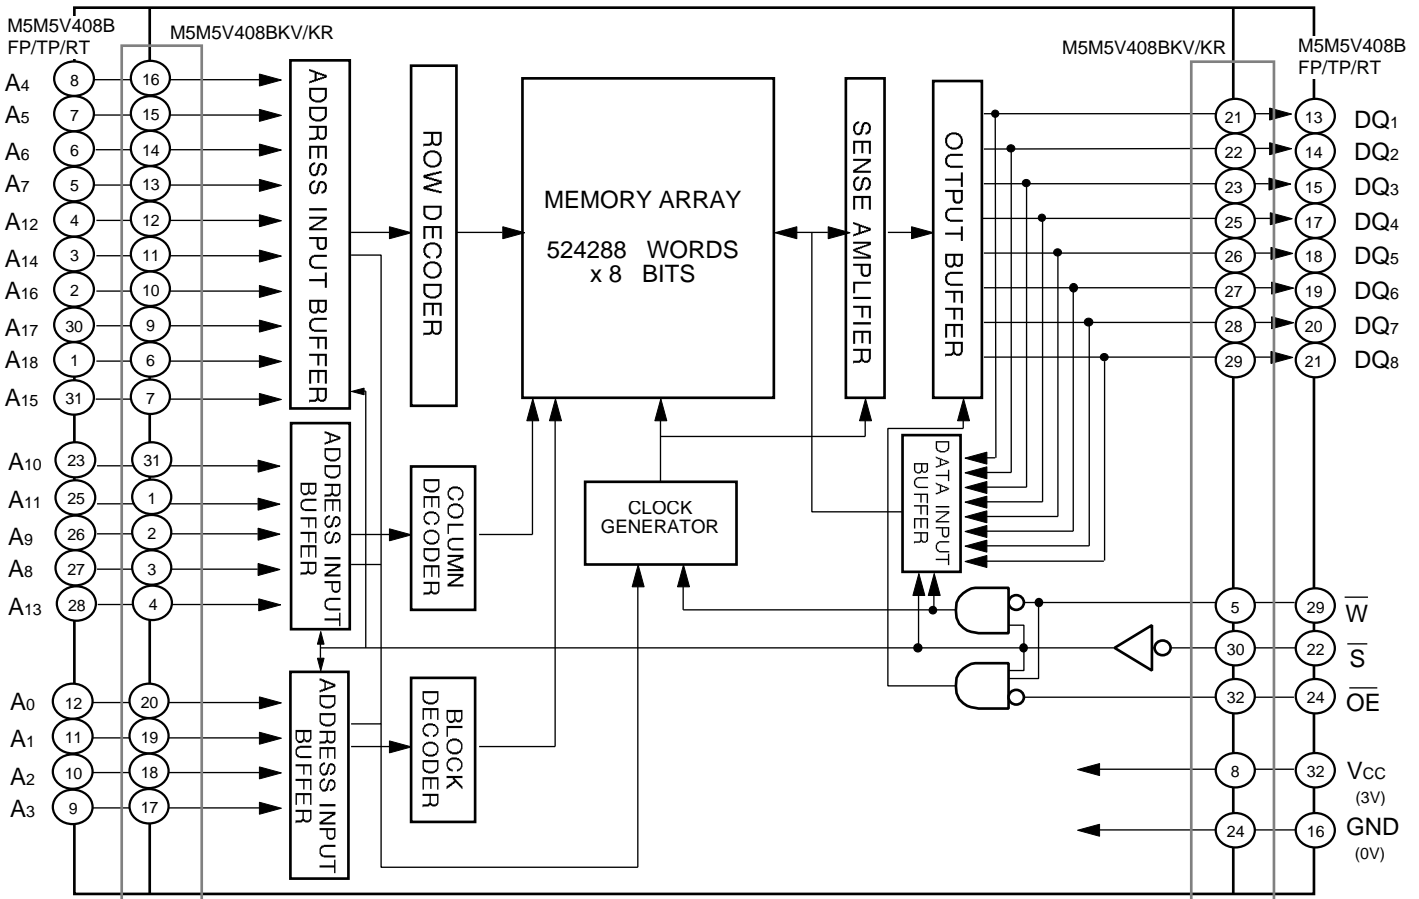 M5M5V408B
FP/TP/RT
M5M5V408BKV/KR
A4 8 16
A5 7 15
A6 6 14
A7 5 13
A12 4 12
A14 3 11
A16 2 10
A17 30 9
A18 1 6
A15 31 7
A10 23 31
A11 25 1
A9 26 2
A8 27 3
A13 28 4
A0 12 20
A1 11 19
A2 10 18
A3 9 17
ADDRESS INPUT BUFFER
ADDRESS INPUT
BUFFER
ADDRESS INPUT
BUFFER
ROW DECODER
COLUMN
DECODER
BLOCK
DECODER
MEMORY ARRAY
524288 WORDS
x 8 BITS
CLOCK
GENERATOR
SENSE AMPLIFIER
OUTPUT BUFFER
DATA INPUT
BUFFER
M5M5V408BKV/KR
M5M5V408B
FP/TP/RT
21 13 DQ1
22 14 DQ2
23 15 DQ3
25 17 DQ4
26 18 DQ5
27 19 DQ6
28 20 DQ7
29 21 DQ8
5 29 W̅
30 22 S̅
32 24 O̅E̅
8 32 VCC
(3V)
24 16 GND
(0V)